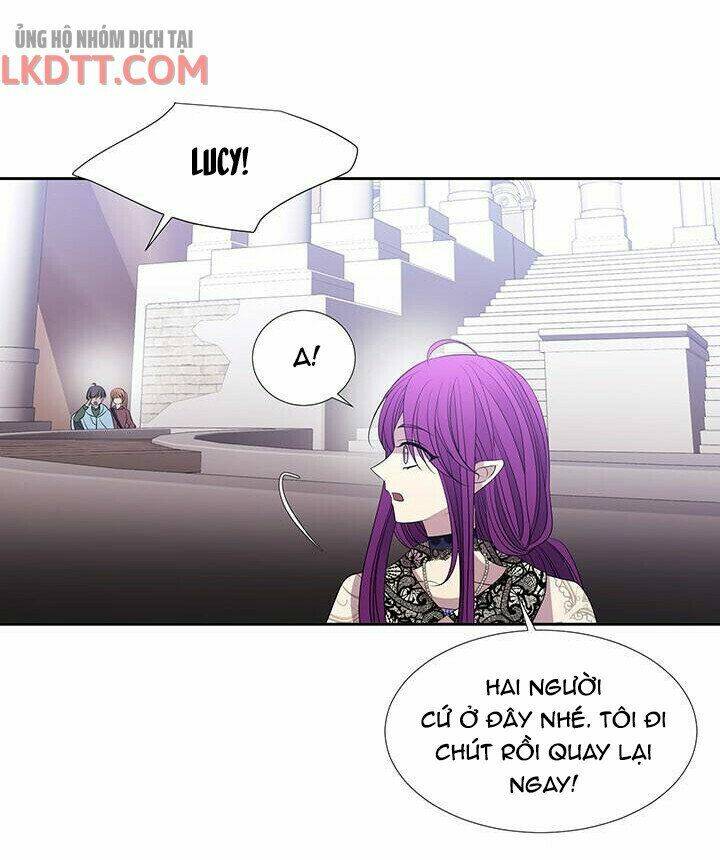 ỦNG HỘ NHÓM DỊCH TẠI
LKDTT.COM
LUCY!
A!
HAI NGƯỜI
CỨ Ở ĐÂY NHÉ. TÔI ĐI
CHÚT RỒI QUAY LẠI
NGAY!